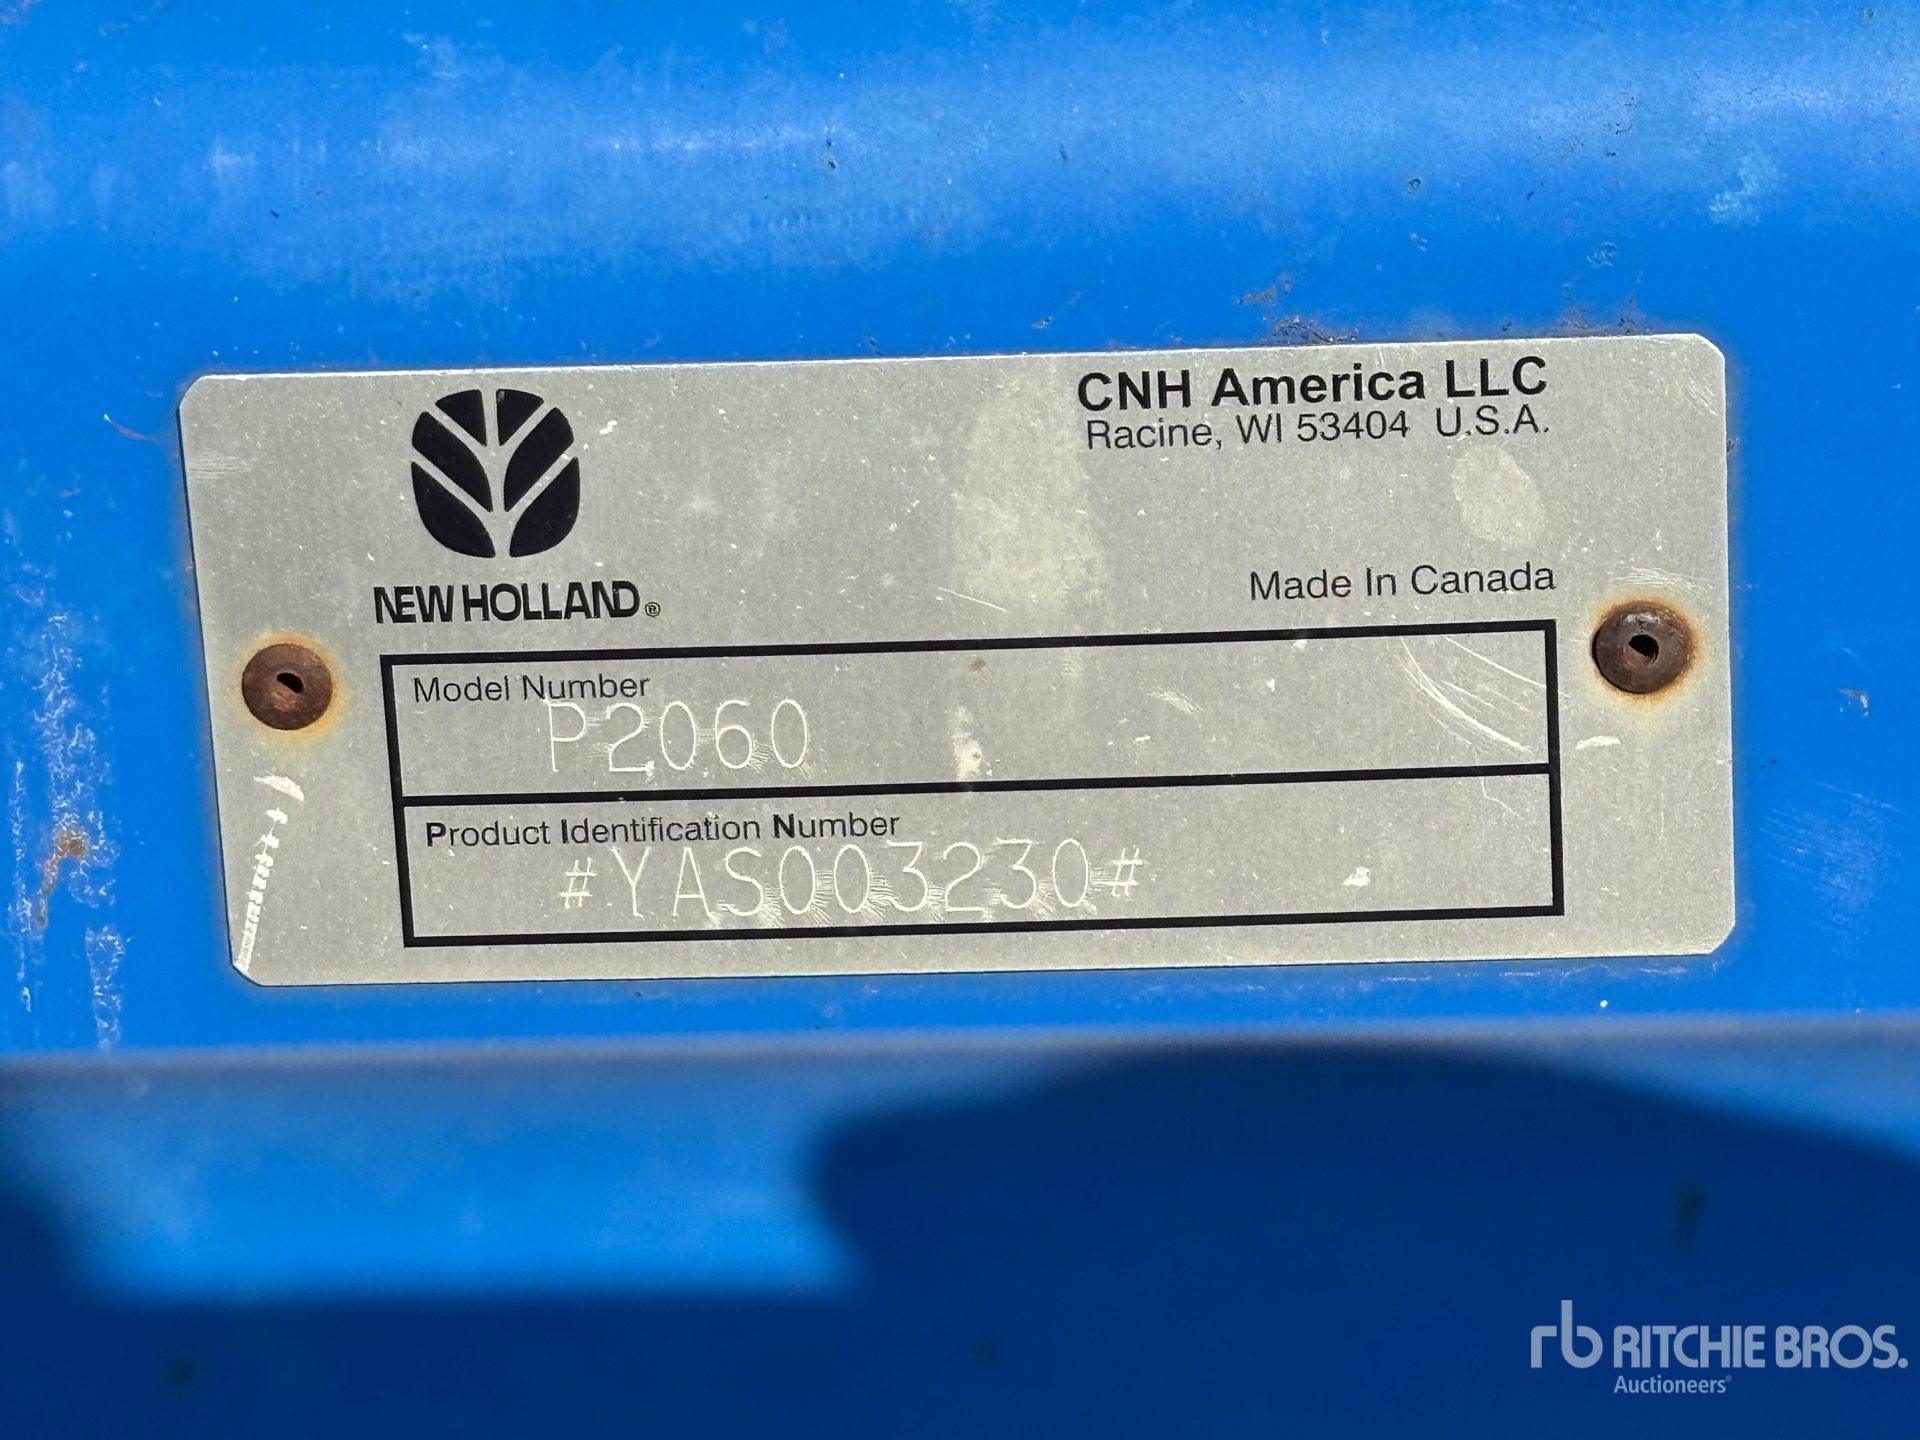 CNH America LLC
Racine, WI 53404 U.S.A.
NEW HOLLAND®
Made In Canada
Model Number
P2060
Product Identification Number
#YAS003230#
rb RITCHIE BROS.
Auctioneers®